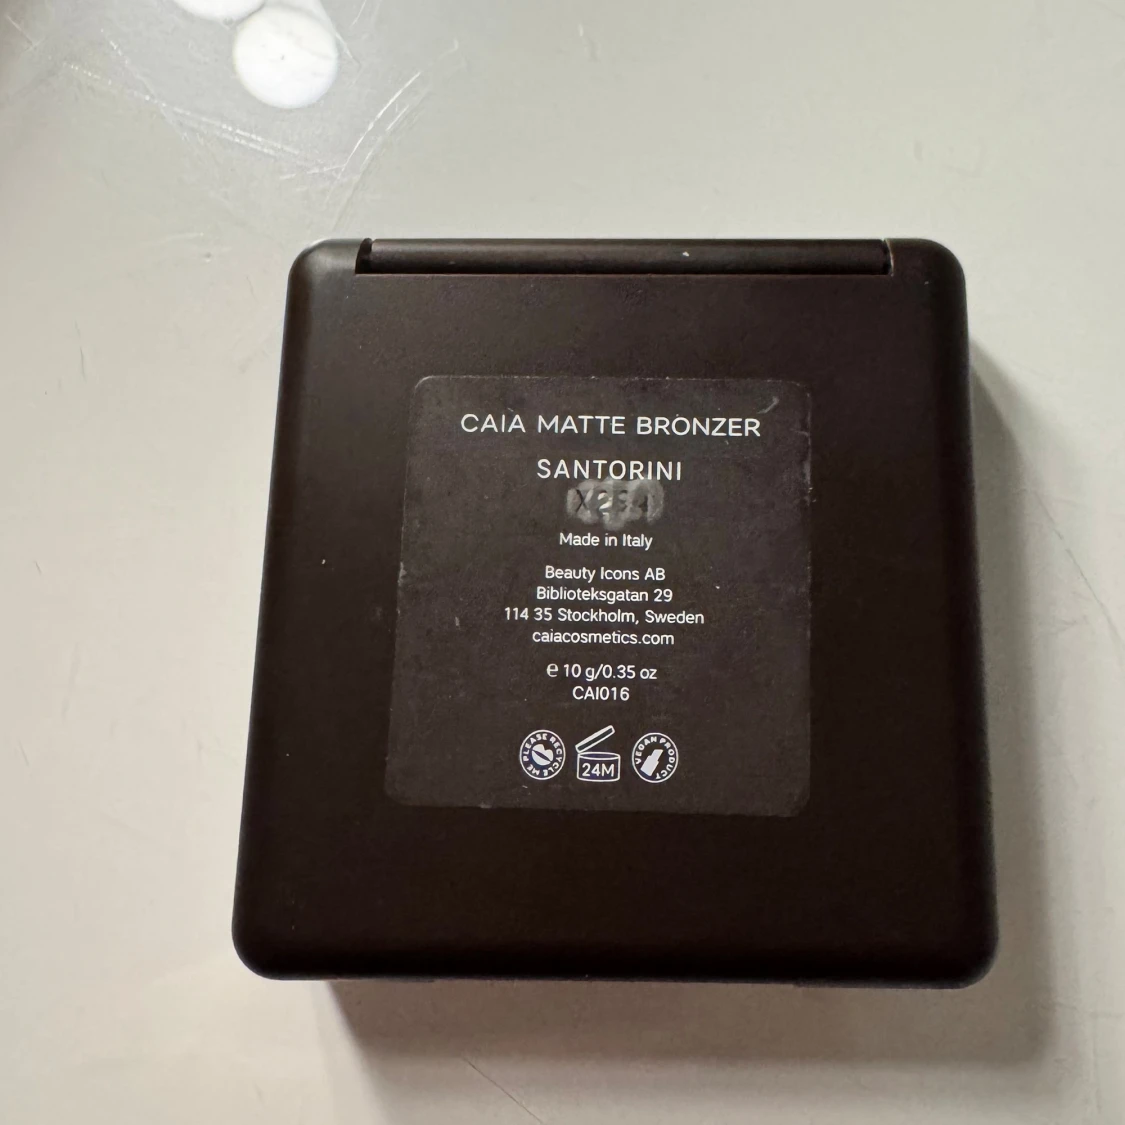 CAIA MATTE BRONZER
SANTORINI
Made in Italy
Beauty Icons AB
Biblioteksgatan 29
114 35 Stockholm, Sweden
caiacosmetics.com
℮ 10 g/0.35 oz
CAI016
PLEASE RECYCLE ME
24M
VEGAN PRODUCT